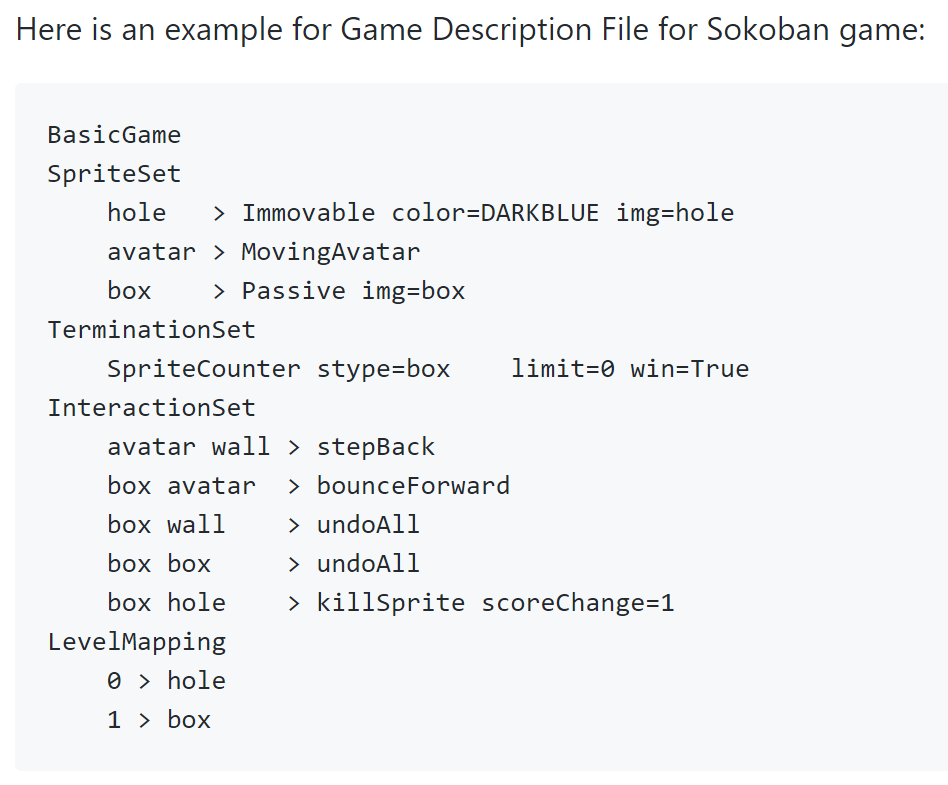 Here is an example for Game Description File for Sokoban game:
BasicGame
SpriteSet
    hole   > Immovable color=DARKBLUE img=hole
    avatar > MovingAvatar
    box    > Passive img=box
TerminationSet
    SpriteCounter stype=box    limit=0 win=True
InteractionSet
    avatar wall > stepBack
    box avatar  > bounceForward
    box wall    > undoAll
    box box     > undoAll
    box hole    > killSprite scoreChange=1
LevelMapping
    0 > hole
    1 > box